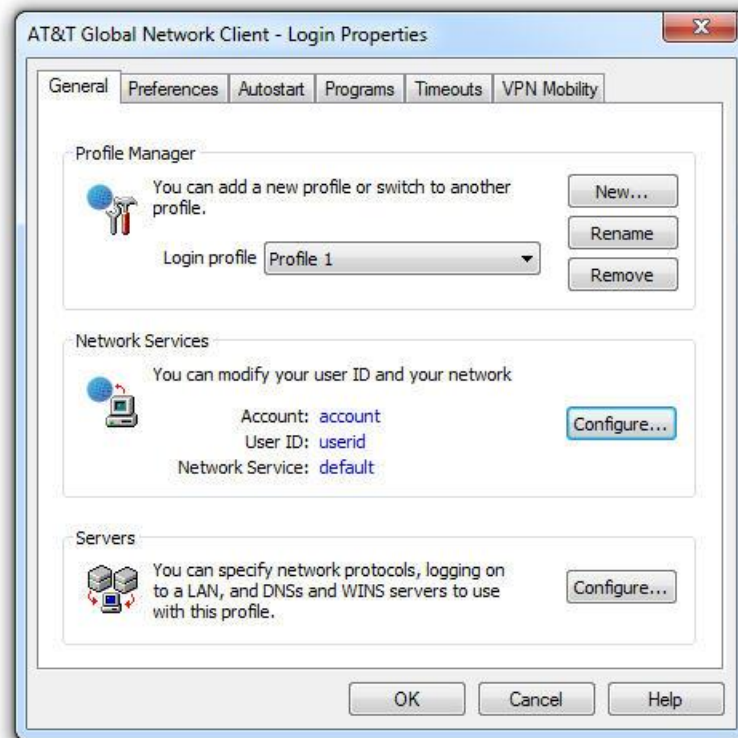 AT&T Global Network Client - Login Properties
General Preferences Autostart Programs Timeouts VPN Mobility
Profile Manager
You can add a new profile or switch to another
profile.
New...
Rename
Login profile Profile 1
Remove
Network Services
You can modify your user ID and your network
Account: account
User ID: userid
Network Service: default
Configure...
Servers
You can specify network protocols, logging on
to a LAN, and DNSs and WINS servers to use
with this profile.
Configure...
OK Cancel Help